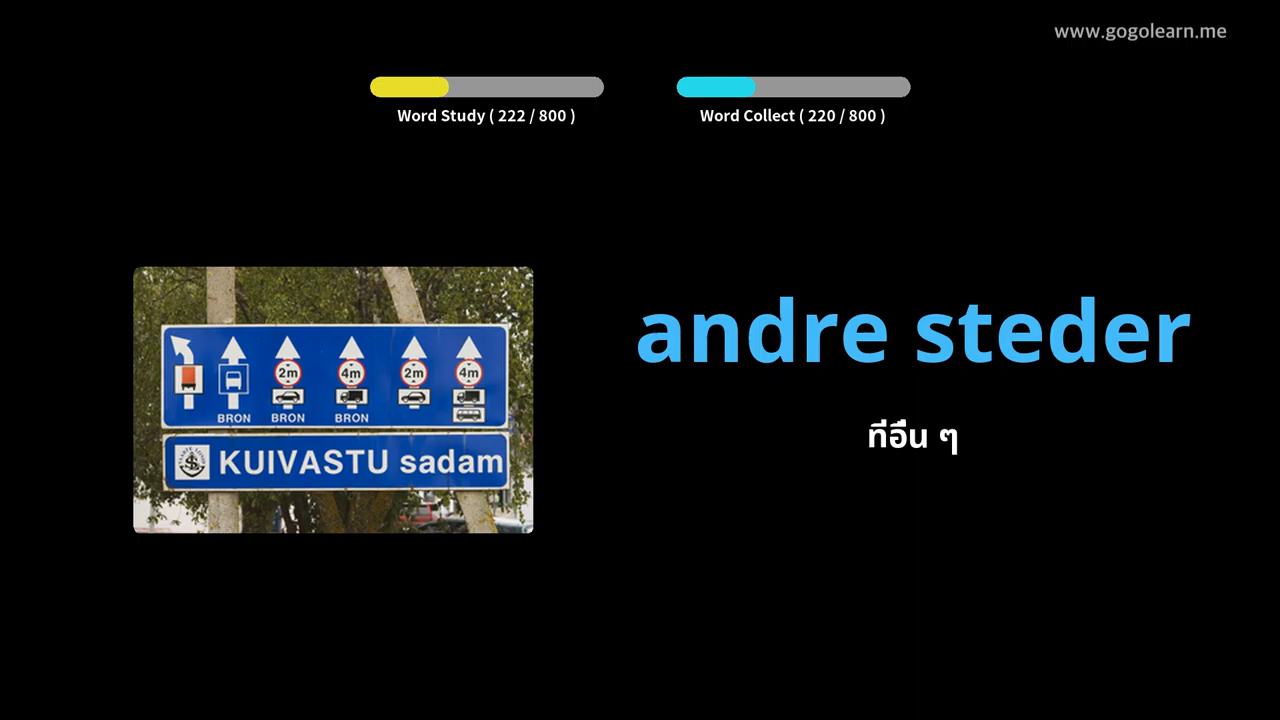 www.gogolearn.me
Word Study ( 222 / 800 )
Word Collect ( 220 / 800 )
andre steder
ที่อื่น ๆ
2m 4m 2m 4m
BRON BRON BRON
KUIVASTU sadam